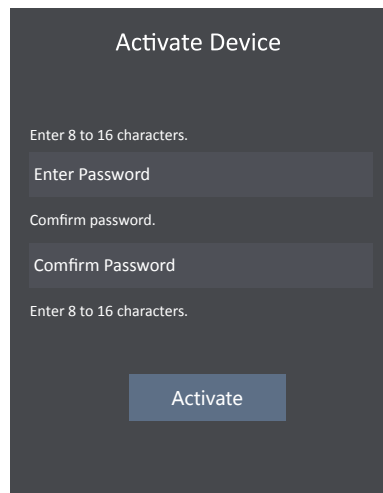 Activate Device
Enter 8 to 16 characters.
Enter Password
Comfirm password.
Comfirm Password
Enter 8 to 16 characters.
Activate